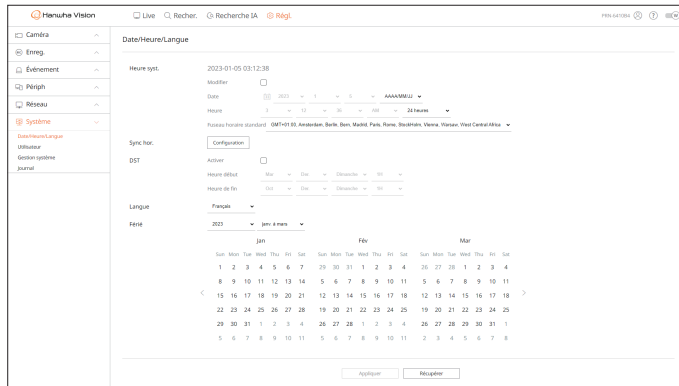 Hanwha Vision
Live
Recher.
Recherche IA
Régl.
PRN-6410B4
Caméra
Enreg.
Événement
Périph
Réseau
Système
Date/Heure/Langue
Utilisateur
Gestion système
Journal
Date/Heure/Langue
Heure syst. 2023-01-05 03:12:38
Modifier
Date 2023 1 5 AAAA/MM/JJ
Heure 3 AM 24 heures
Fuseau horaire standard GMT+01:00. Amsterdam, Berlin, Bern, Madrid, Paris, Rome, Stockholm, Vienna, Warsaw, West Central Africa
Sync hor. Configuration
DST Activer
Heure début Mar Der Dimanche
Heure de fin Oct Der Dimanche
Langue Français
Férié 2023 janv. à mars
Jan
Sun Mon Tue Wed Thu Fri Sat
1 2 3 4 5 6 7
8 9 10 11 12 13 14
15 16 17 18 19 20 21
22 23 24 25 26 27 28
29 30 31 1 2 3 4
5 6 7 8 9 10 11
Fév
Sun Mon Tue Wed Thu Fri Sat
29 30 31 1 2 3 4
5 6 7 8 9 10 11
12 13 14 15 16 17 18
19 20 21 22 23 24 25
26 27 28 1 2 3 4
5 6 7 8 9 10 11
Mar
Sun Mon Tue Wed Thu Fri Sat
26 27 28 1 2 3 4
5 6 7 8 9 10 11
12 13 14 15 16 17 18
19 20 21 22 23 24 25
26 27 28 29 30 31 1
2 3 4 5 6 7 8
Appliquer
Récupérer